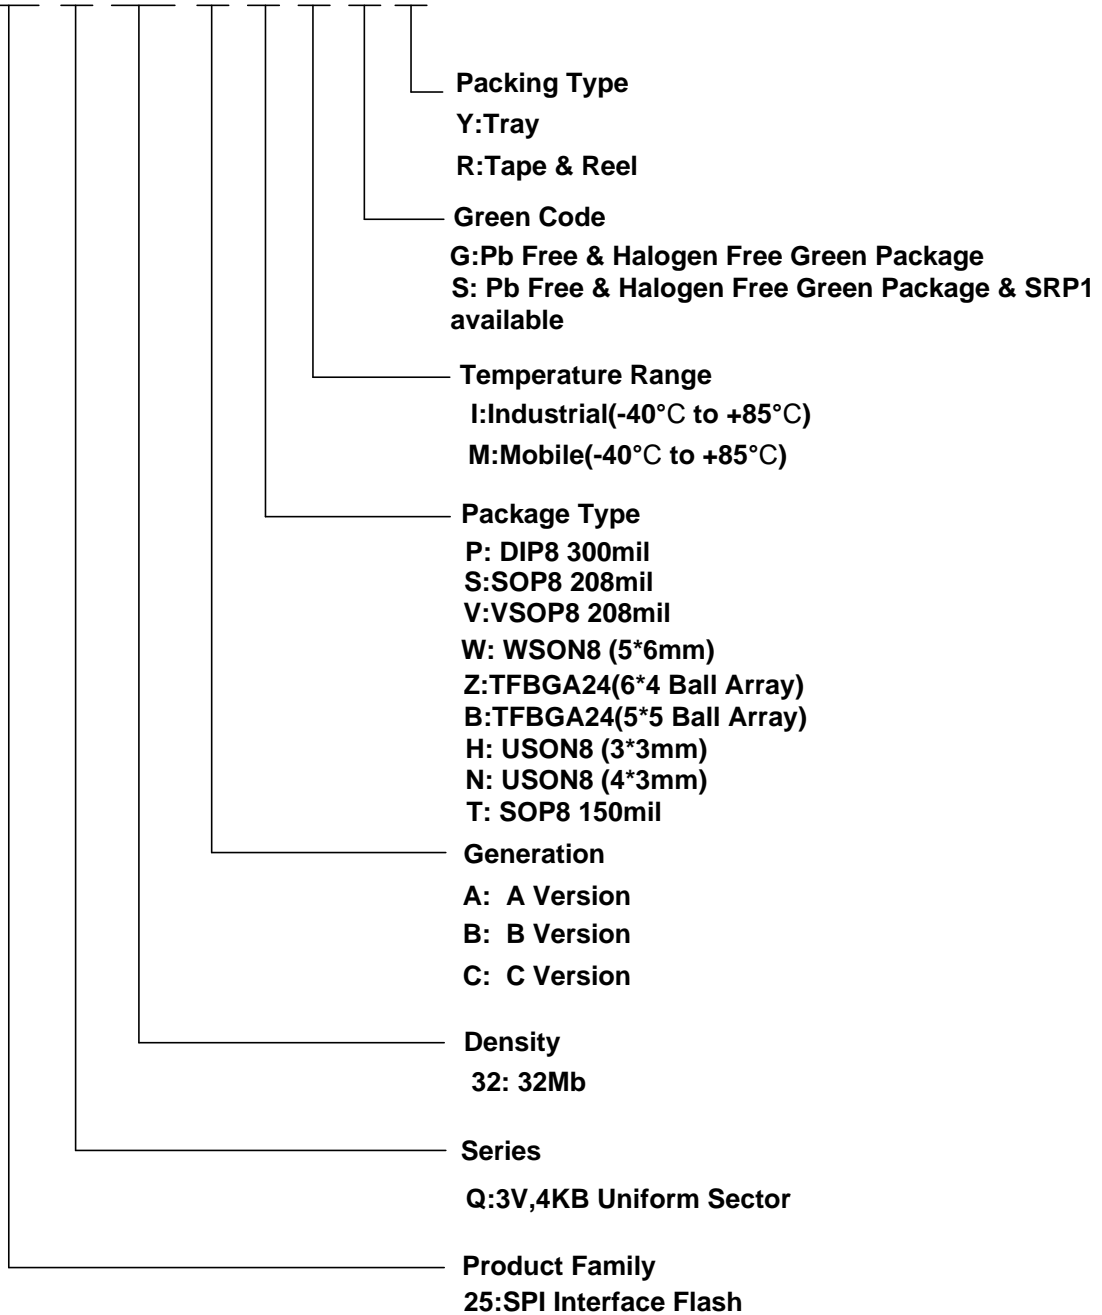 Packing Type
Y:Tray
R:Tape & Reel
Green Code
G:Pb Free & Halogen Free Green Package
S: Pb Free & Halogen Free Green Package & SRP1
available
Temperature Range
I:Industrial(-40°C to +85°C)
M:Mobile(-40°C to +85°C)
Package Type
P: DIP8 300mil
S:SOP8 208mil
V:VSOP8 208mil
W: WSON8 (5*6mm)
Z:TFBGA24(6*4 Ball Array)
B:TFBGA24(5*5 Ball Array)
H: USON8 (3*3mm)
N: USON8 (4*3mm)
T: SOP8 150mil
Generation
A: A Version
B: B Version
C: C Version
Density
32: 32Mb
Series
Q:3V,4KB Uniform Sector
Product Family
25:SPI Interface Flash